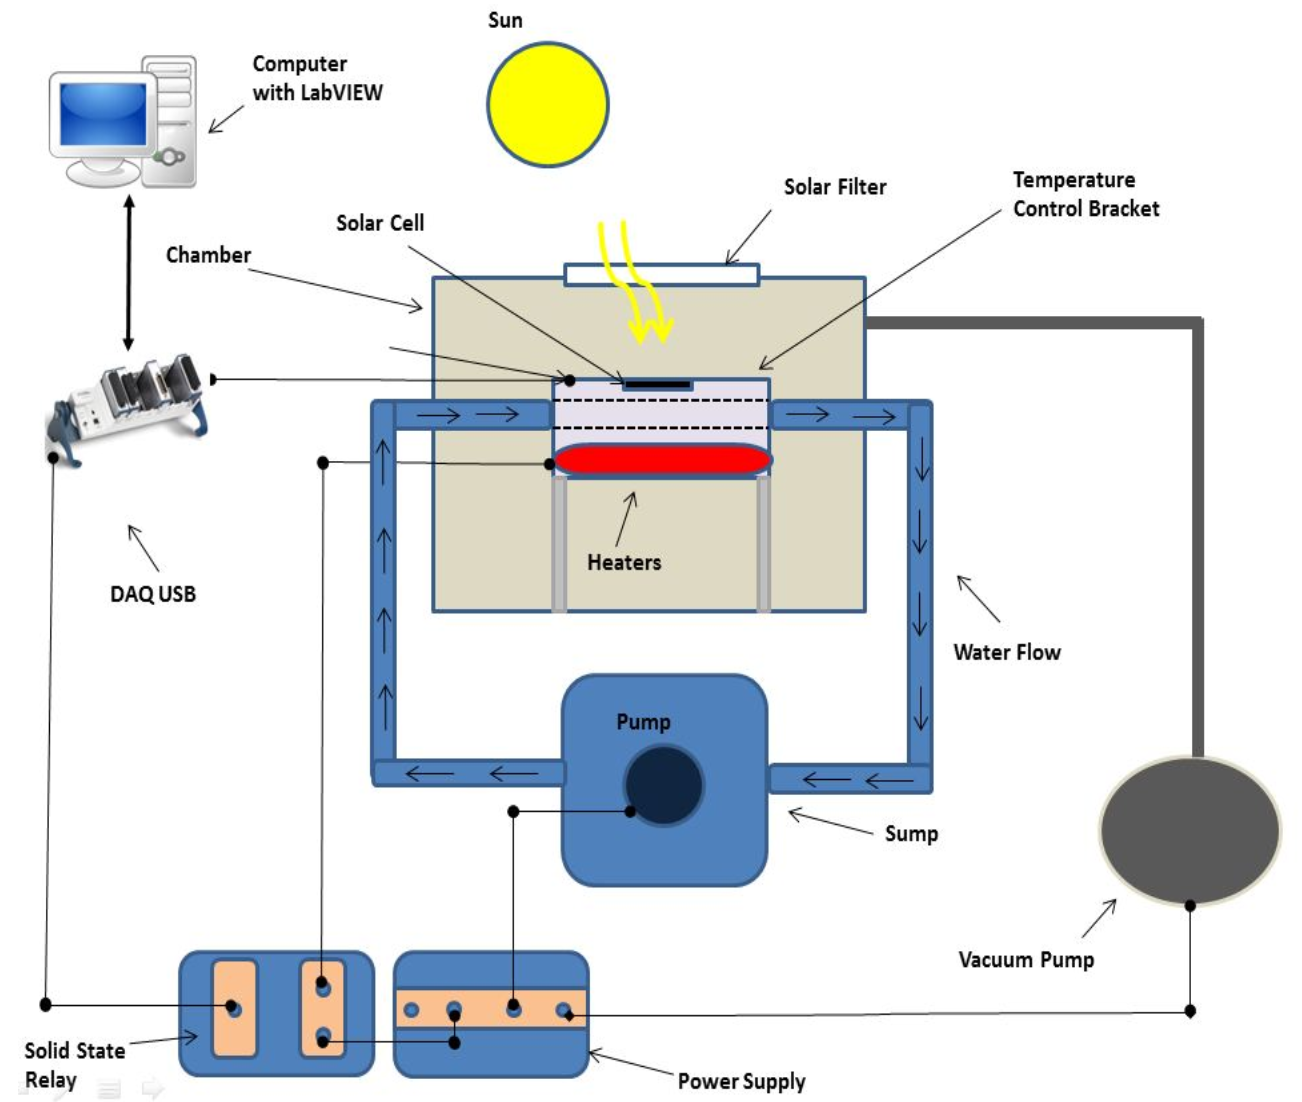 Sun
Computer
with LabVIEW
Solar Filter
Temperature
Control Bracket
Solar Cell
Chamber
Heaters
DAQ USB
Water Flow
Pump
Sump
Vacuum Pump
Solid State
Relay
Power Supply